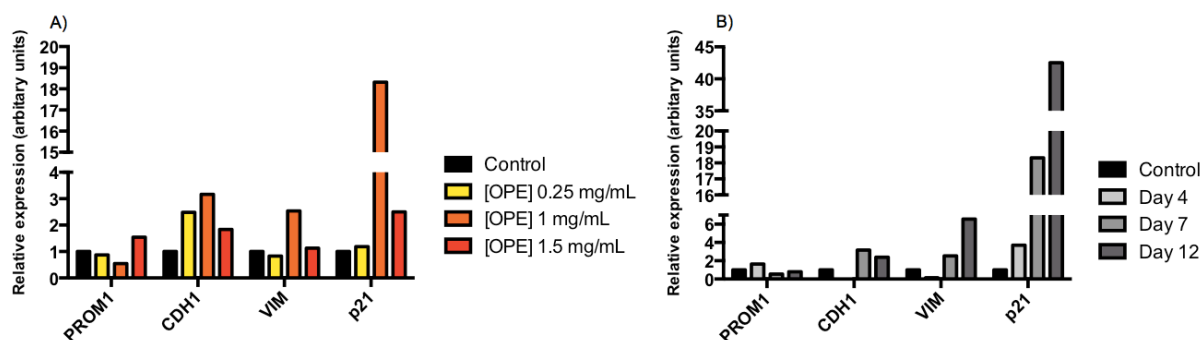 A)
Relative expression (arbitary units)
20
19
18
17
16
15
4
3
2
1
0
PROM1
CDH1
VIM
p21
Control
[OPE] 0.25 mg/mL
[OPE] 1 mg/mL
[OPE] 1.5 mg/mL
B)
Relative expression (arbitary units)
45
40
35
20
19
18
17
16
6
4
2
0
PROM1
CDH1
VIM
p21
Control
Day 4
Day 7
Day 12